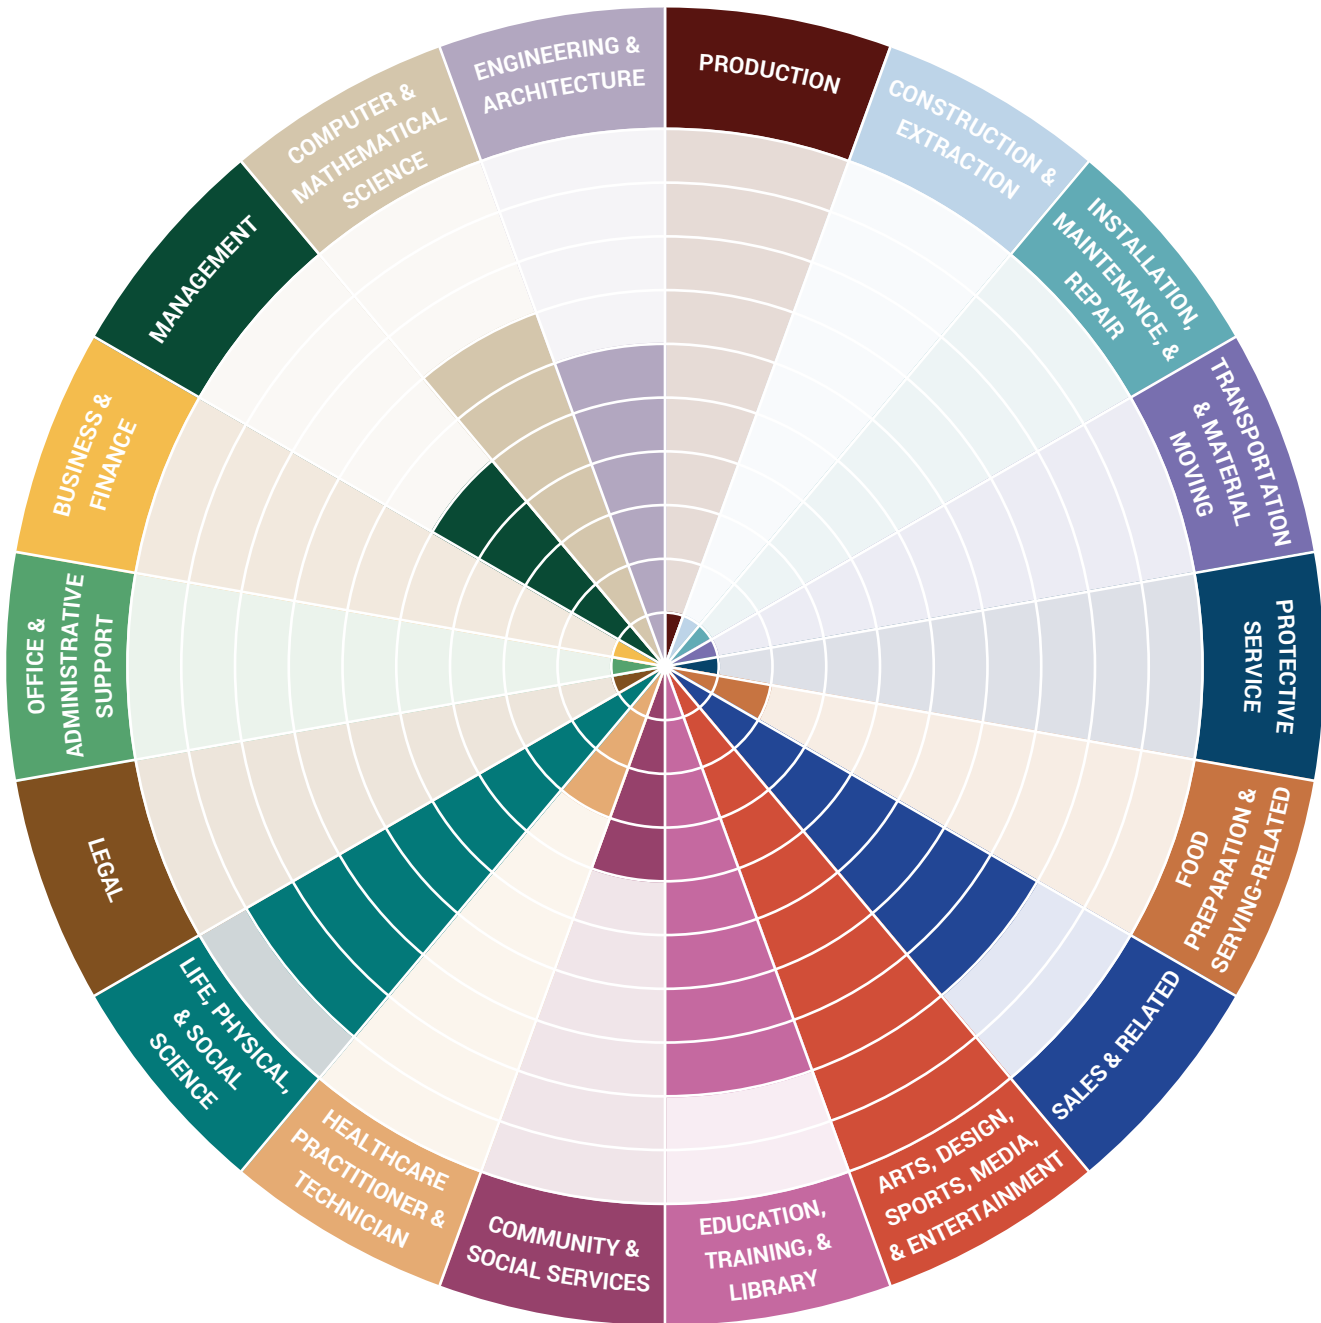 PRODUCTION
CONSTRUCTION &
EXTRACTION
INSTALLATION,
MAINTENANCE, &
REPAIR
TRANSPORTATION
& MATERIAL
MOVING
PROTECTIVE
SERVICE
FOOD
PREPARATION &
SERVING-RELATED
SALES & RELATED
ARTS, DESIGN,
SPORTS, MEDIA,
& ENTERTAINMENT
EDUCATION,
TRAINING, &
LIBRARY
COMMUNITY &
SOCIAL SERVICES
HEALTHCARE
PRACTITIONER &
TECHNICIAN
LIFE, PHYSICAL,
& SOCIAL
SCIENCE
LEGAL
OFFICE &
ADMINISTRATIVE
SUPPORT
BUSINESS &
FINANCE
MANAGEMENT
COMPUTER &
MATHEMATICAL
SCIENCE
ENGINEERING &
ARCHITECTURE